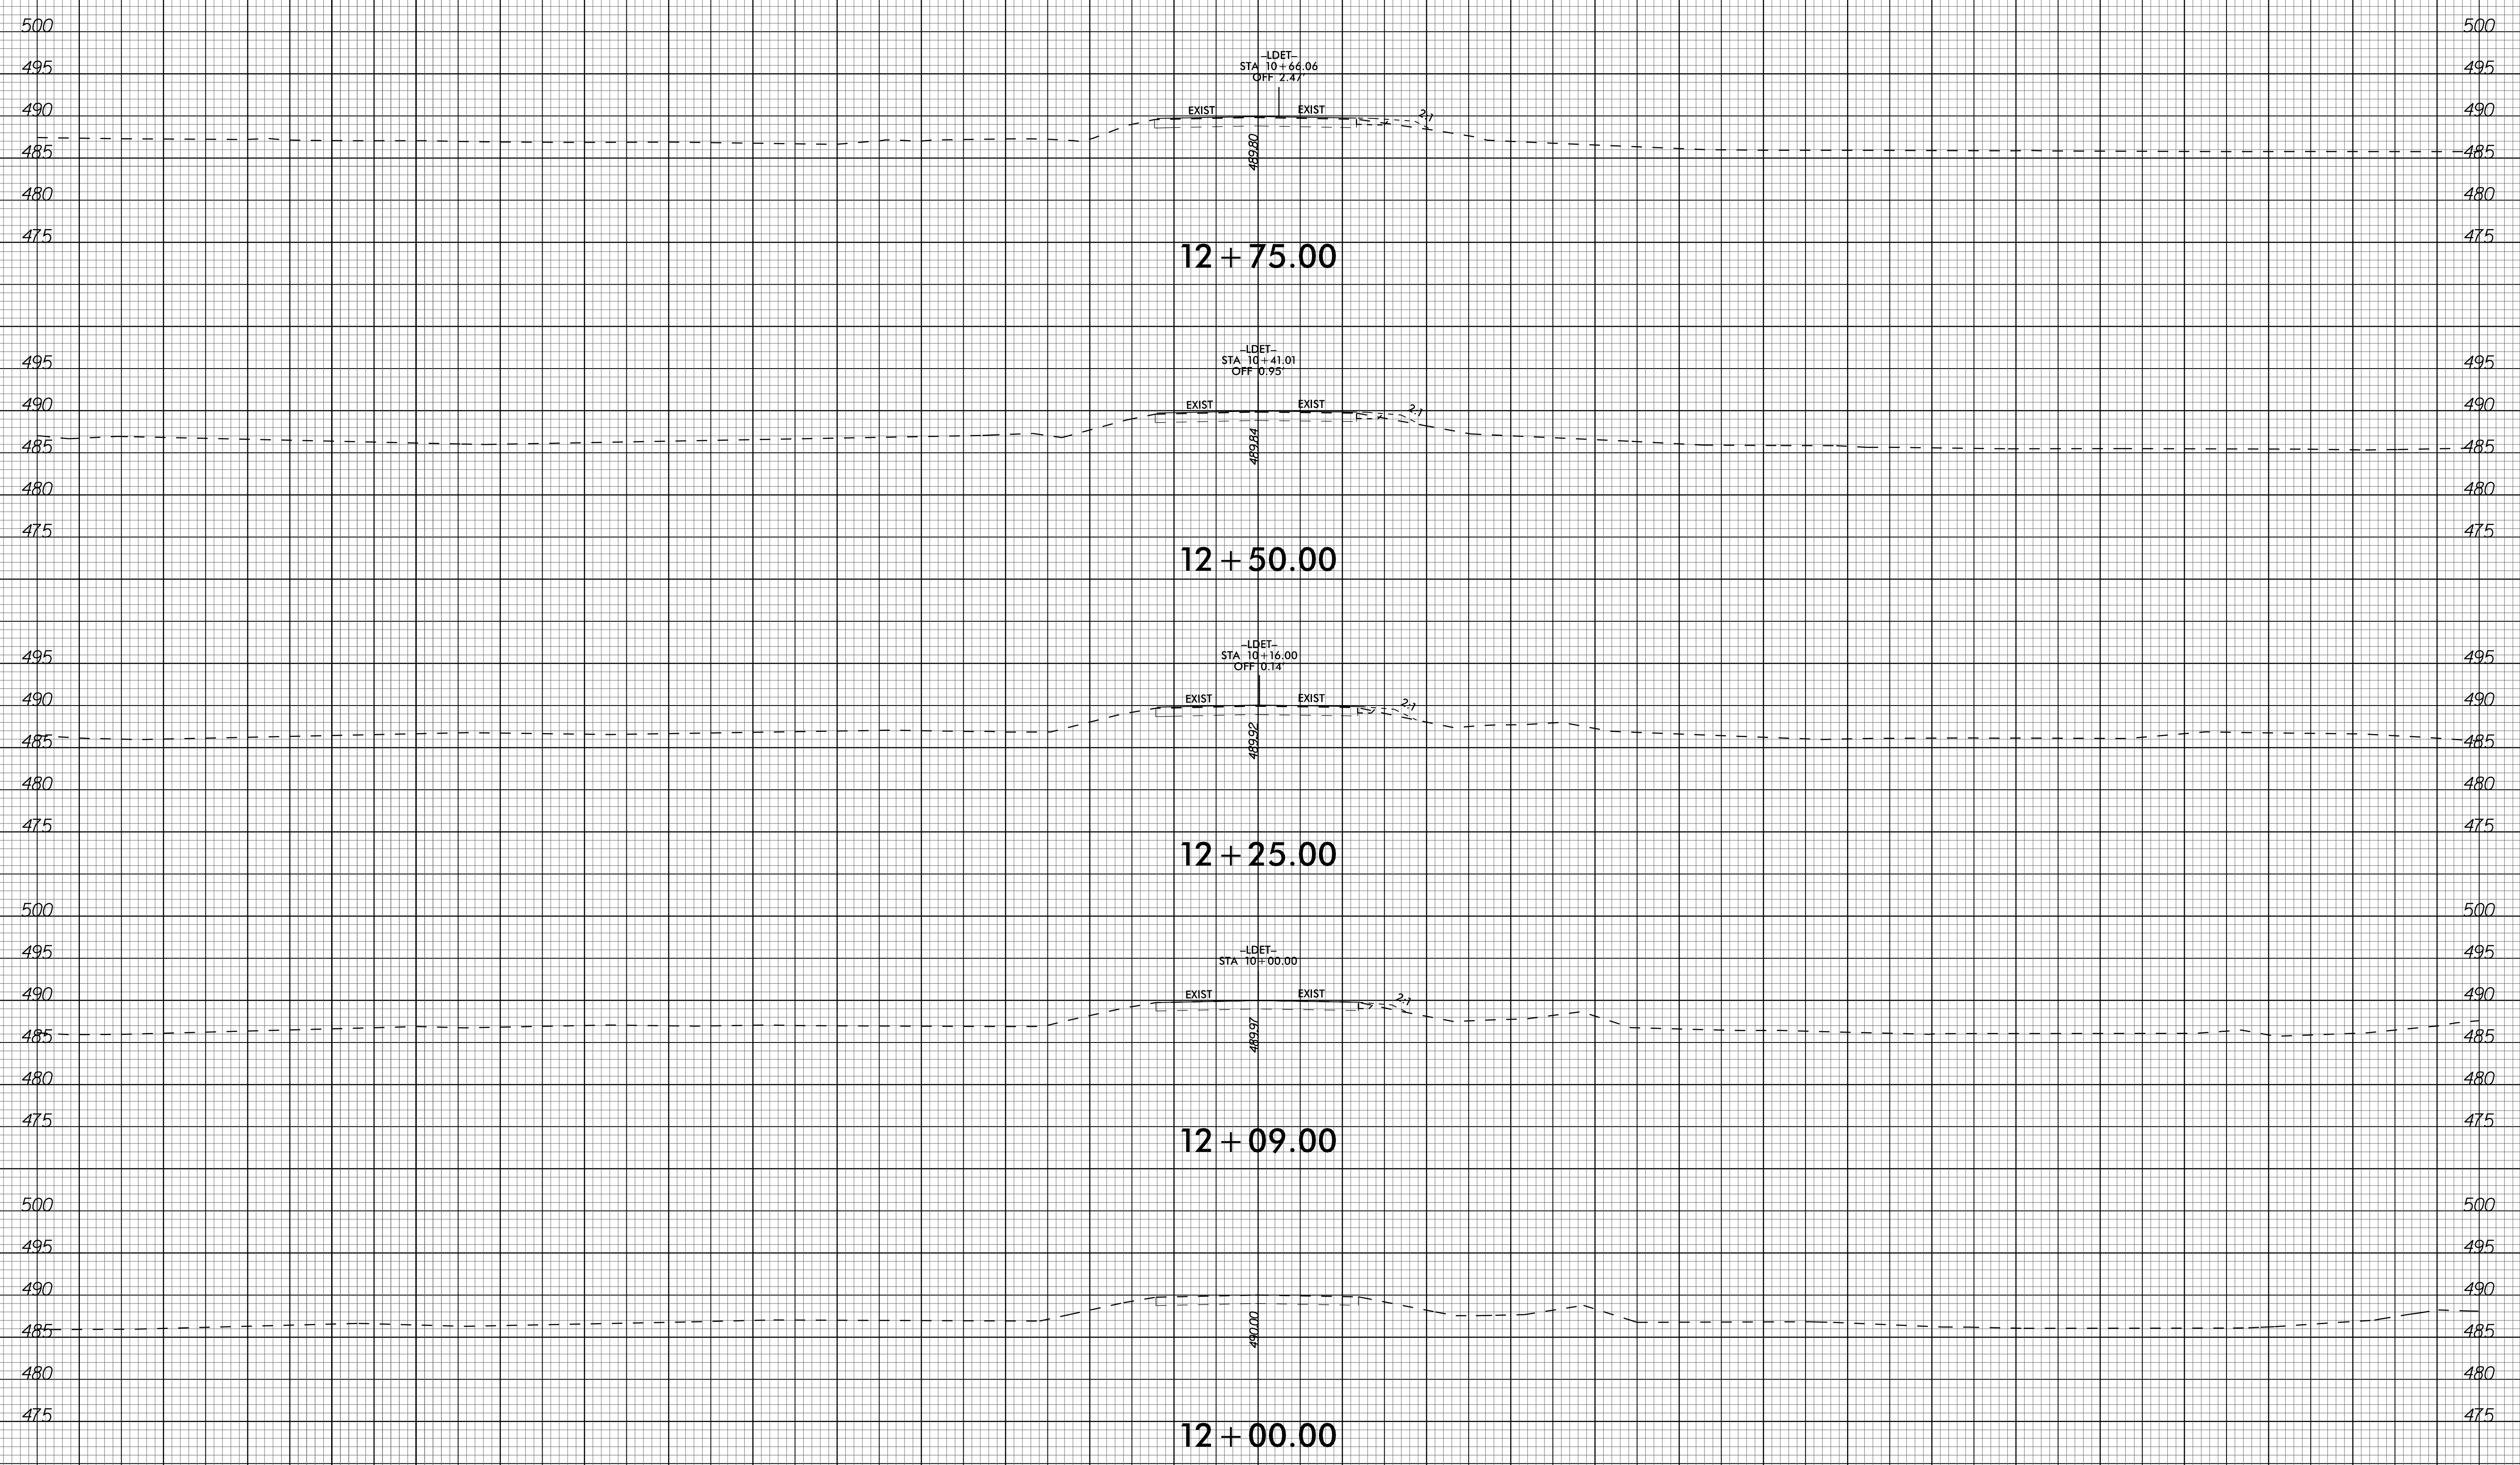 500 500
–LDET–
495 495
STA 10+66.06
OFF 2.47'
490 EXIST EXIST 2:1 490
485 489.80 485
480 480
475 475
12+75.00
–LDET–
495 STA 10+41.01 495
OFF 0.95'
490 EXIST EXIST 2:1 490
485 489.84 485
480 480
475 475
12+50.00
–LDET–
495 STA 10+16.00 495
OFF 0.14'
490 EXIST EXIST 2:1 490
485 489.92 485
480 480
475 475
12+25.00
500 500
–LDET–
495 495
STA 10+00.00
490 EXIST EXIST 2:1 490
485 489.97 485
480 480
475 475
12+09.00
500 500
495 495
490 490
485 490.00 485
480 480
475 475
12+00.00